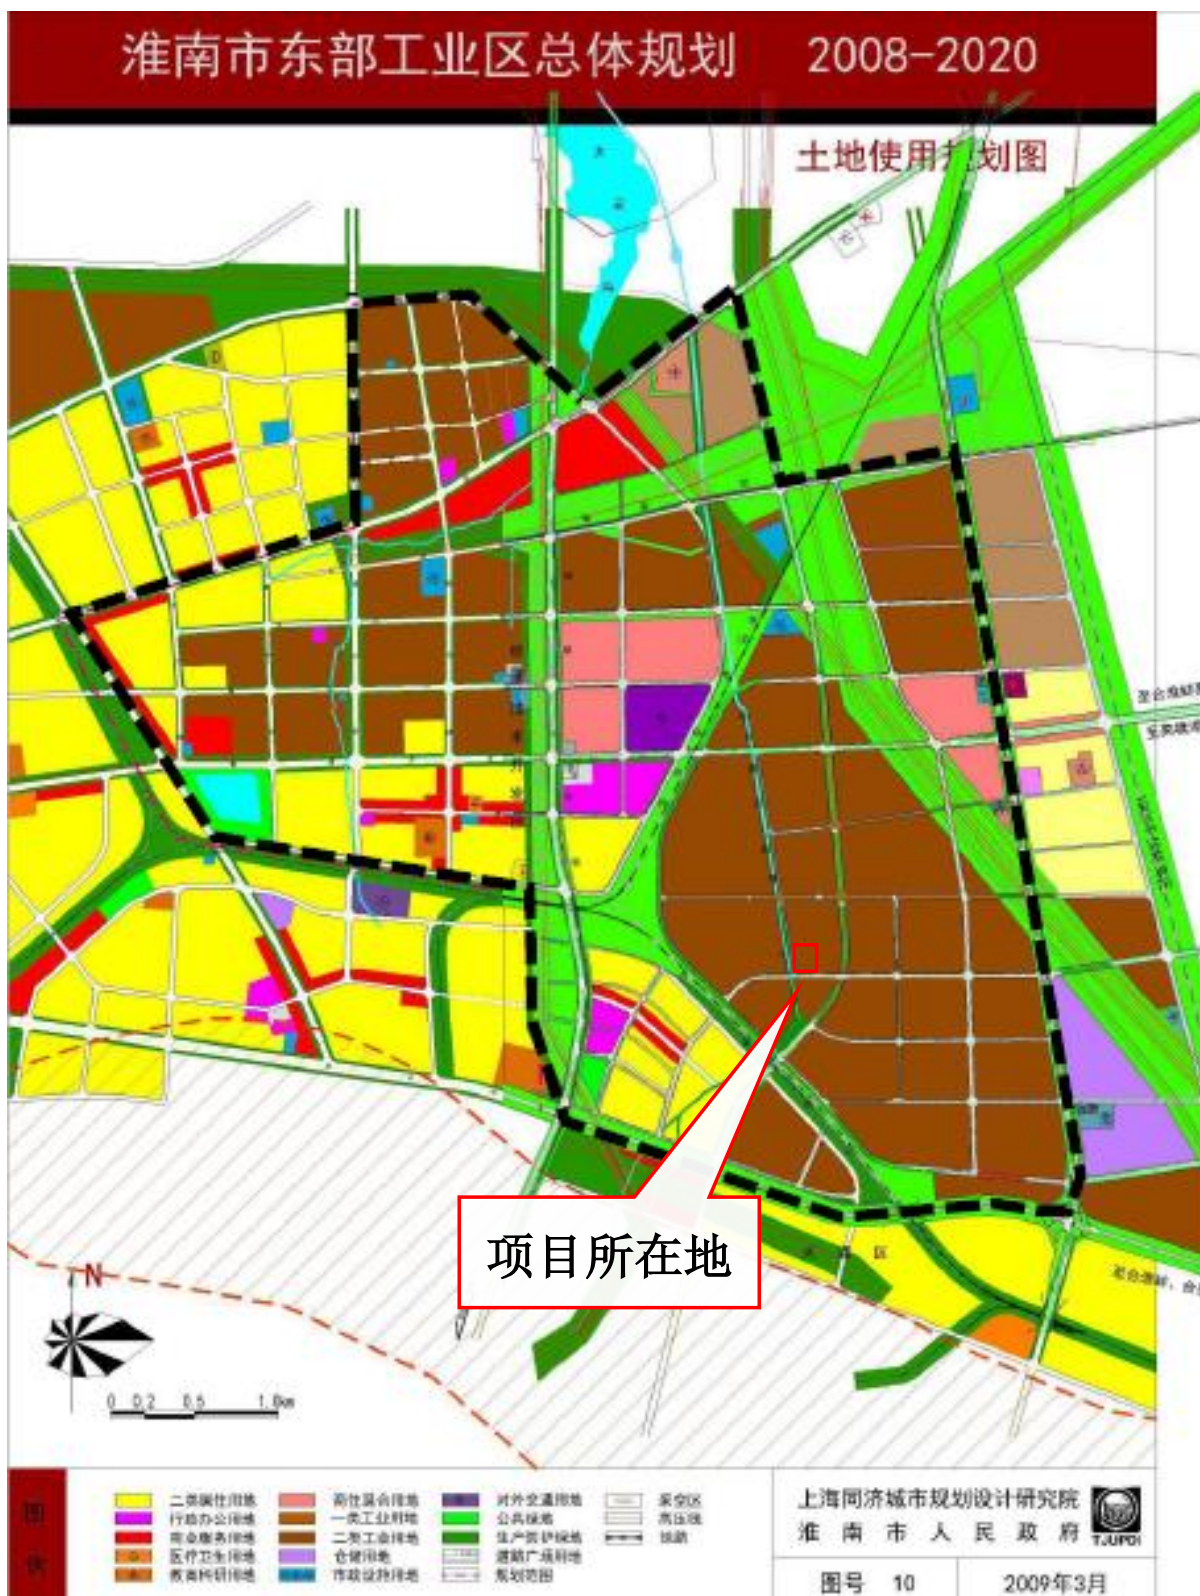 淮南市东部工业区总体规划 2008-2020
土地使用规划图
项目所在地
N
0 0.2 0.5 1.0km
图例
二类居住用地
行政办公用地
商业服务用地
医疗卫生用地
教育科研用地
商住混合用地
一类工业用地
二类工业用地
仓储用地
市政设施用地
对外交通用地
公共绿地
生产防护绿地
道路广场用地
规划范围
采空区
高压线
铁路
上海同济城市规划设计研究院
淮南市人民政府
TJUPDI
图号 10
2009年3月